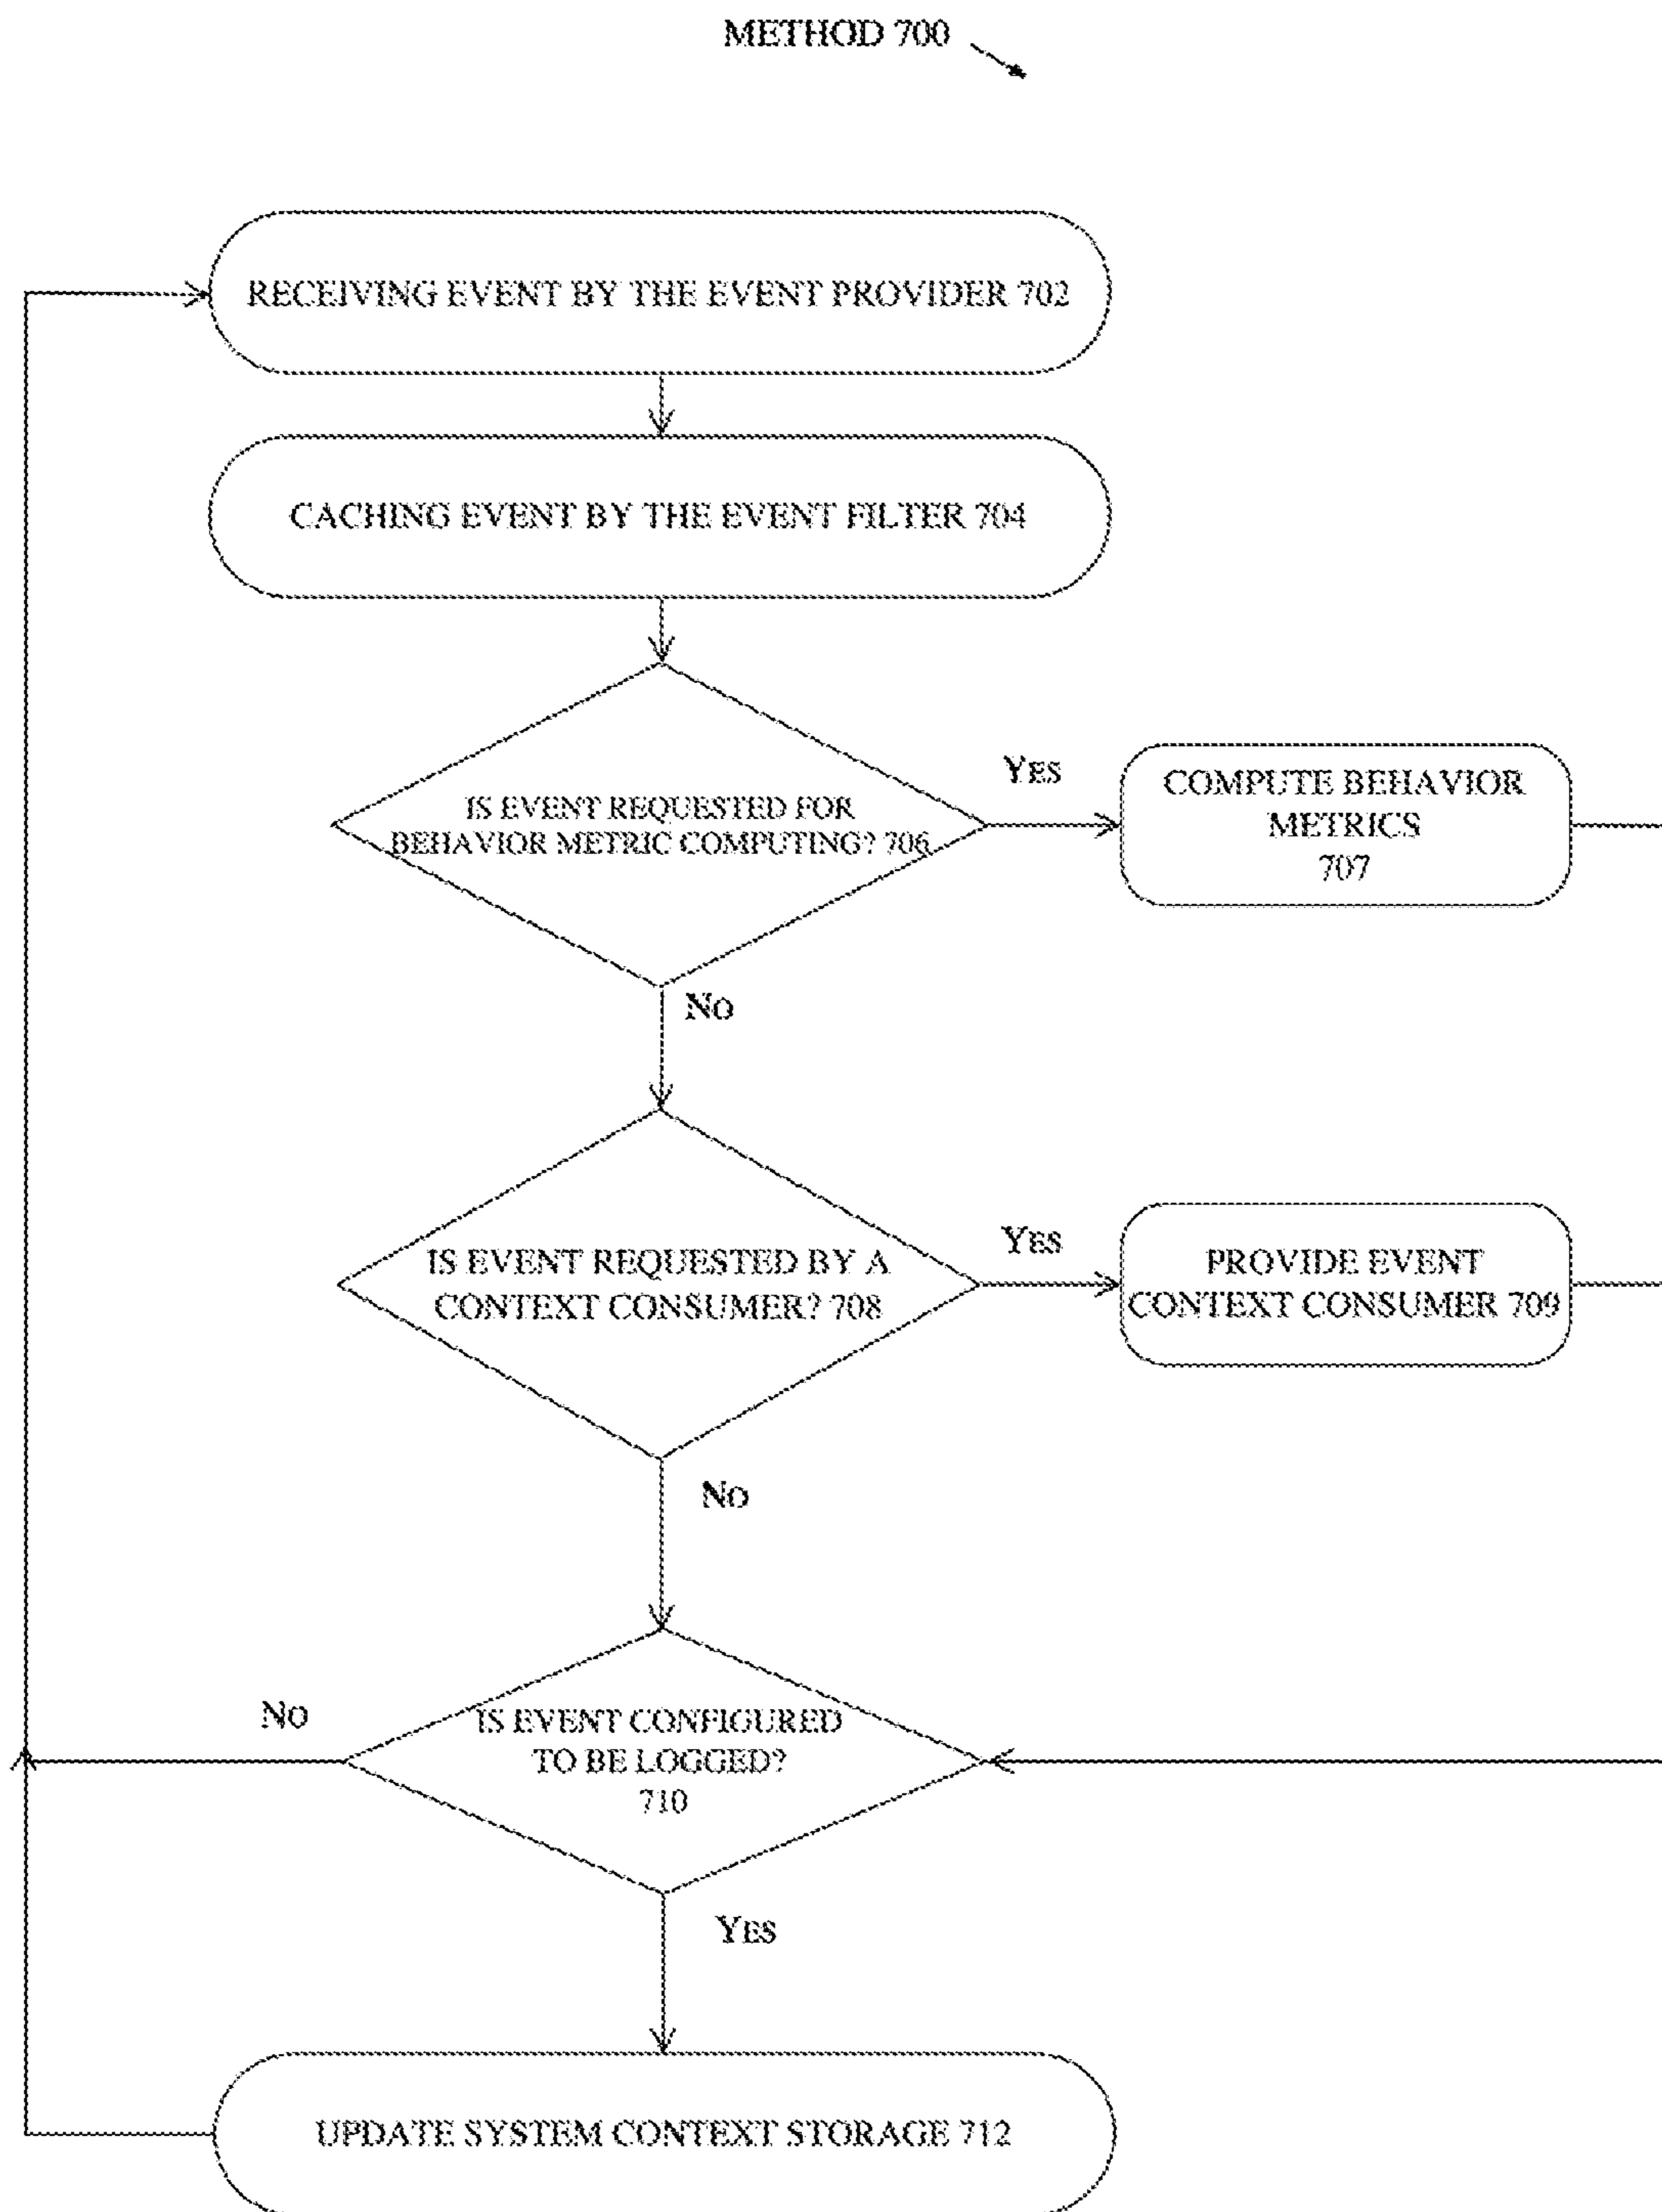 METHOD 700
RECEIVING EVENT BY THE EVENT PROVIDER 702
CACHING EVENT BY THE EVENT FILTER 704
IS EVENT REQUESTED FOR
BEHAVIOR METRIC COMPUTING? 706
YES
COMPUTE BEHAVIOR
METRICS
707
NO
IS EVENT REQUESTED BY A
CONTEXT CONSUMER? 708
YES
PROVIDE EVENT
CONTEXT CONSUMER 709
NO
IS EVENT CONFIGURED
TO BE LOGGED?
710
NO
YES
UPDATE SYSTEM CONTEXT STORAGE 712